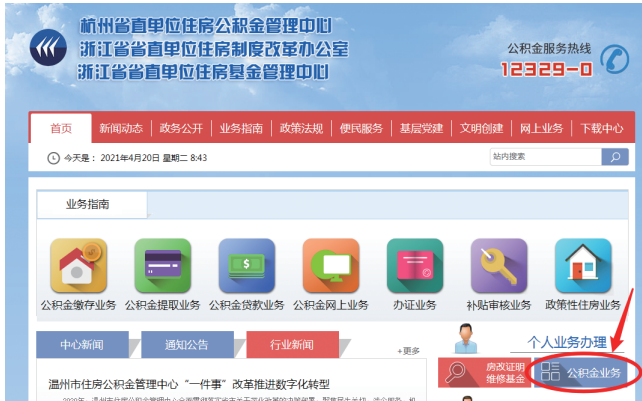 杭州省直单位住房公积金管理中心
浙江省省直单位住房制度改革办公室
浙江省省直单位住房基金管理中心
公积金服务热线
12329-0
首页 新闻动态 政务公开 业务指南 政策法规 便民服务 基层党建 文明创建 网上业务 下载中心
今天是： 2021年4月20日 星期二 8:43
站内搜索
业务指南
公积金缴存业务 公积金提取业务 公积金贷款业务 公积金网上业务 办证业务 补贴审核业务 政策性住房业务
中心新闻 通知公告 行业新闻 +更多
个人业务办理
房改证明
维修基金
公积金业务
温州市住房公积金管理中心“一件事”改革推进数字化转型